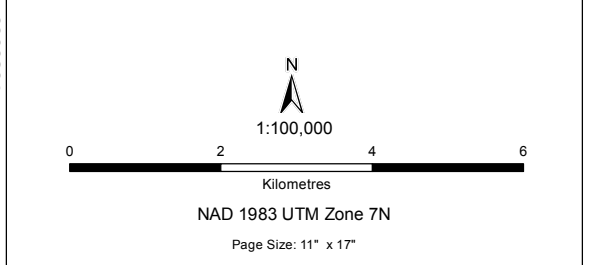 N
1:100,000
0 2 4 6
Kilometres
NAD 1983 UTM Zone 7N
Page Size: 11" x 17"